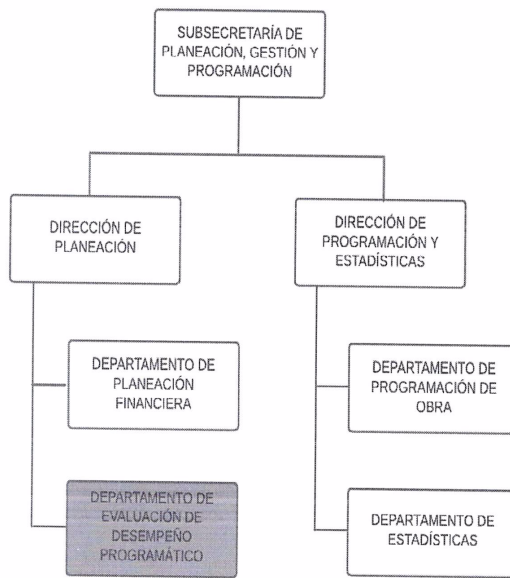 SUBSECRETARÍA DE
PLANEACIÓN, GESTIÓN Y
PROGRAMACIÓN
DIRECCIÓN DE
PLANEACIÓN
DIRECCIÓN DE
PROGRAMACIÓN Y
ESTADÍSTICAS
DEPARTAMENTO DE
PLANEACIÓN
FINANCIERA
DEPARTAMENTO DE
PROGRAMACIÓN DE
OBRA
DEPARTAMENTO DE
EVALUACIÓN DE
DESEMPEÑO
PROGRAMÁTICO
DEPARTAMENTO DE
ESTADÍSTICAS